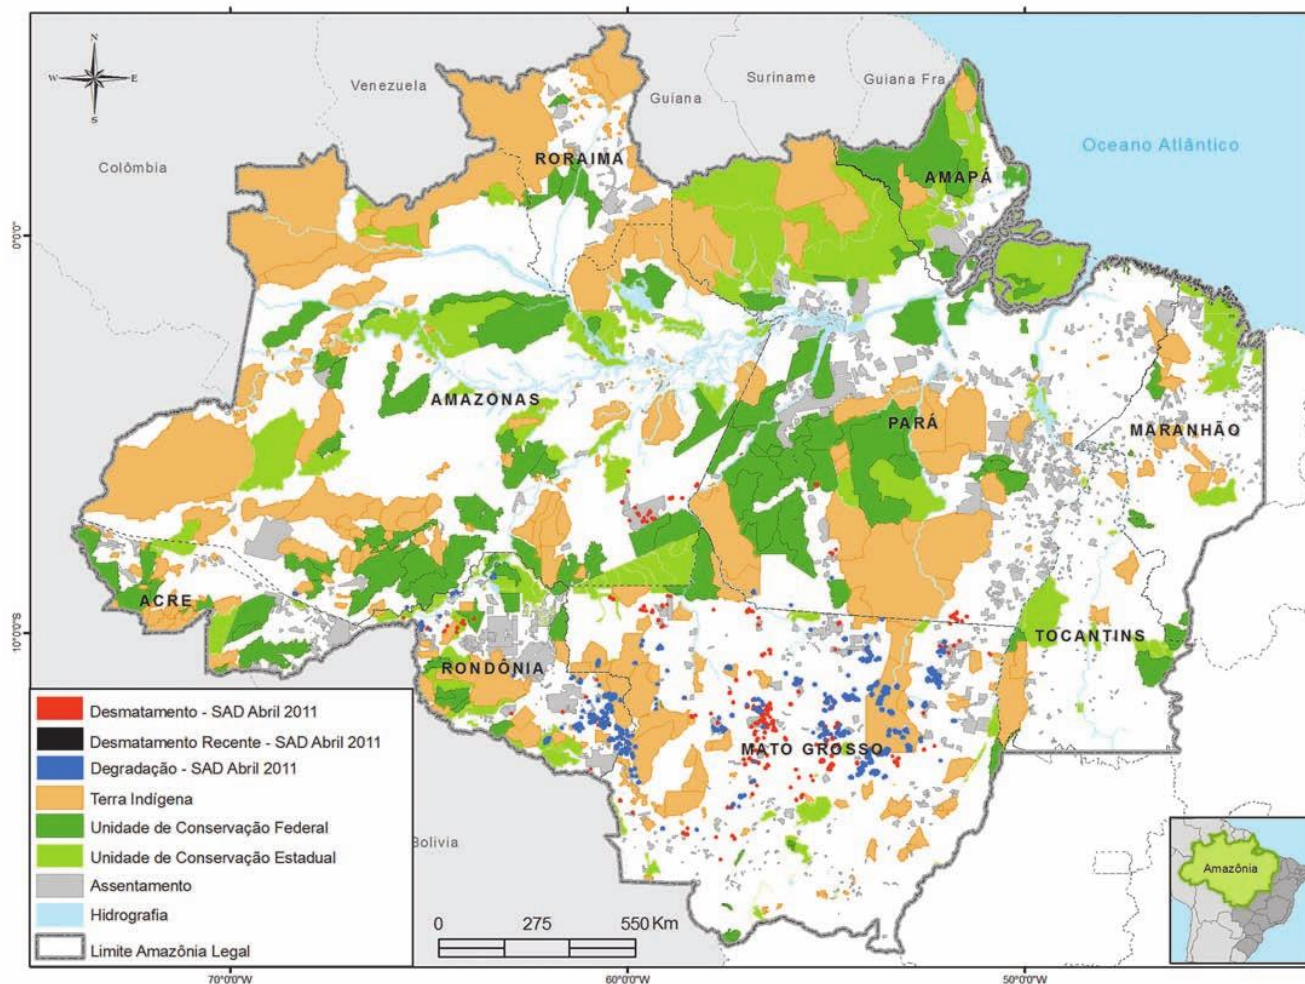 N
W
E
S
Venezuela
Suriname
Guiana Fra
Guiana
Colômbia
Oceano Atlântico
RORAIMA
AMAPÁ
0°0'0"
AMAZONAS
PARÁ
MARANHÃO
ACRE
RONDÔNIA
TOCANTINS
10°0'S
MATO GROSSO
Bolivia
Desmatamento - SAD Abril 2011
Desmatamento Recente - SAD Abril 2011
Degradação - SAD Abril 2011
Terra Indígena
Unidade de Conservação Federal
Unidade de Conservação Estadual
Assentamento
Hidrografia
Limite Amazônia Legal
0 275 550 Km
Amazônia
70°0'0"W
60°0'0"W
50°0'0"W